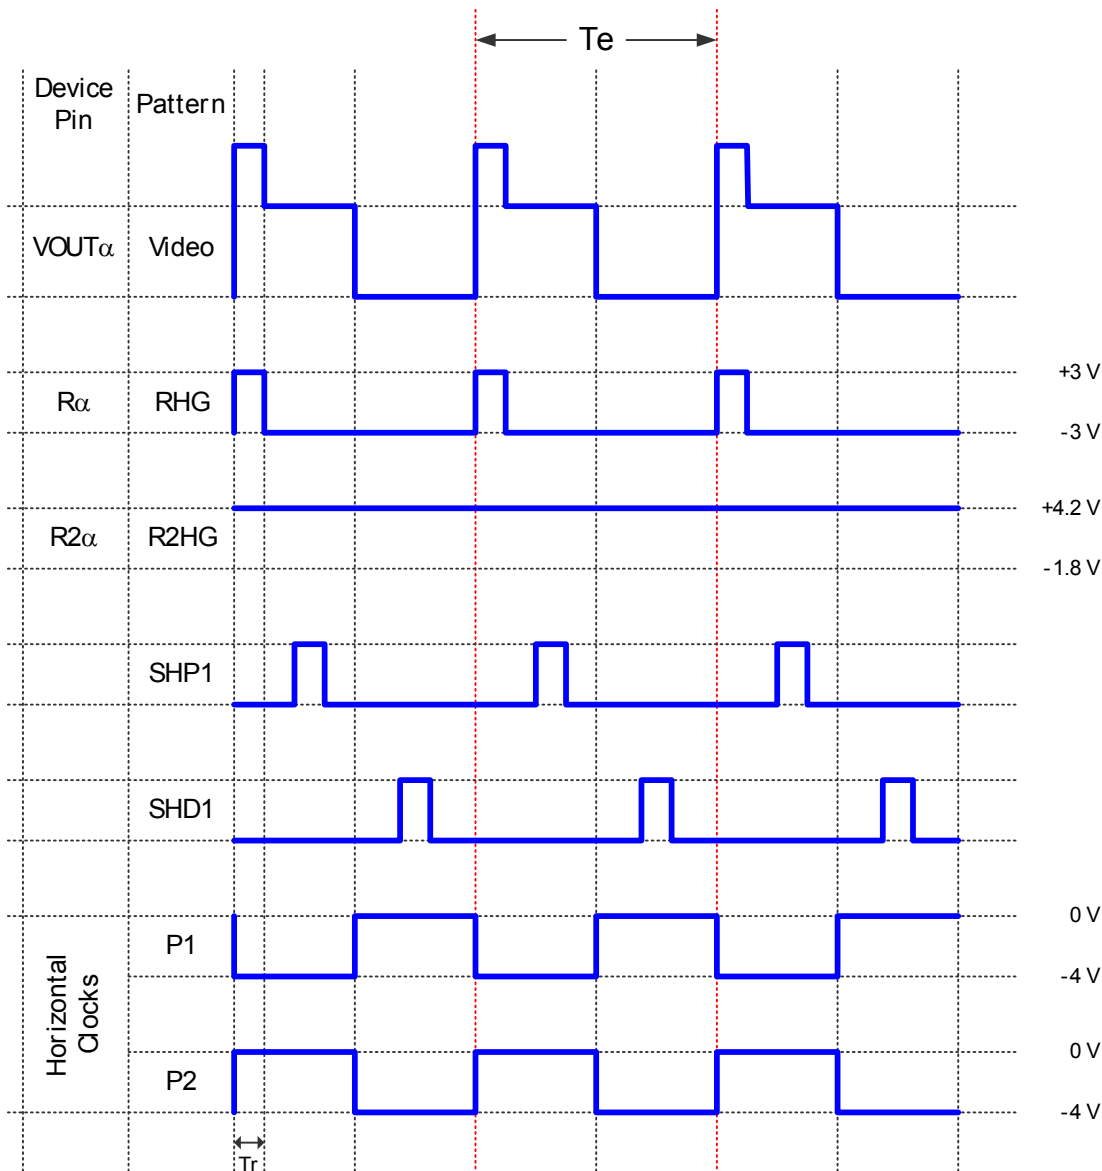 Te
Device
Pin
Pattern
VOUTα
Video
Rα
RHG
+3 V
-3 V
R2α
R2HG
+4.2 V
-1.8 V
SHP1
SHD1
Horizontal
Clocks
P1
0 V
-4 V
P2
0 V
-4 V
Tr